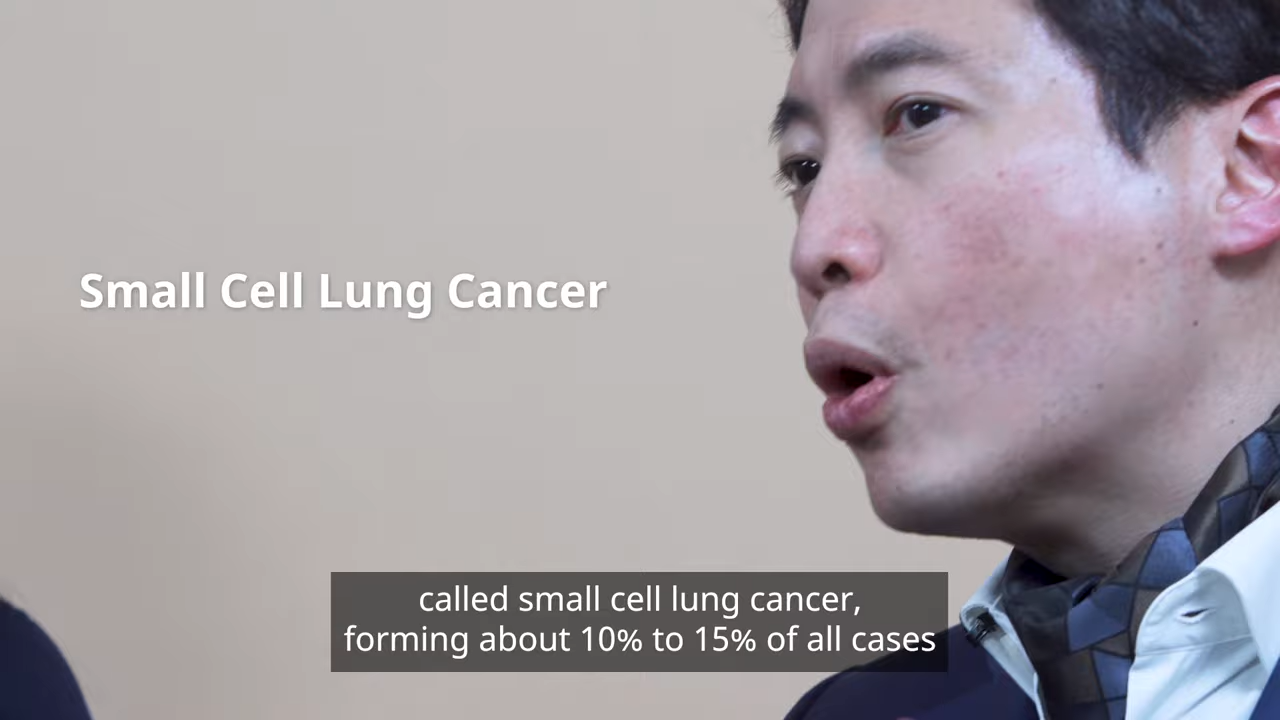 Small Cell Lung Cancer
called small cell lung cancer,
forming about 10% to 15% of all cases